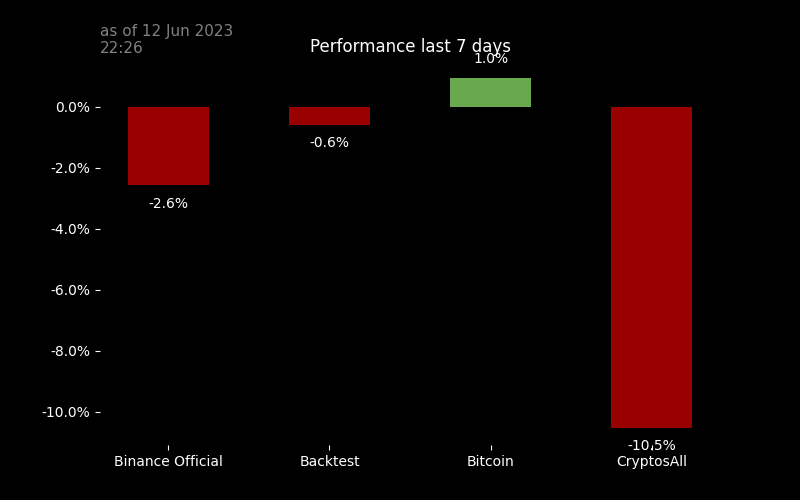 as of 12 Jun 2023
22:26
Performance last 7 days
1.0%
0.0%
-0.6%
-2.0%
-2.6%
-4.0%
-6.0%
-8.0%
-10.0%
-10.5%
Binance Official
Backtest
Bitcoin
CryptosAll